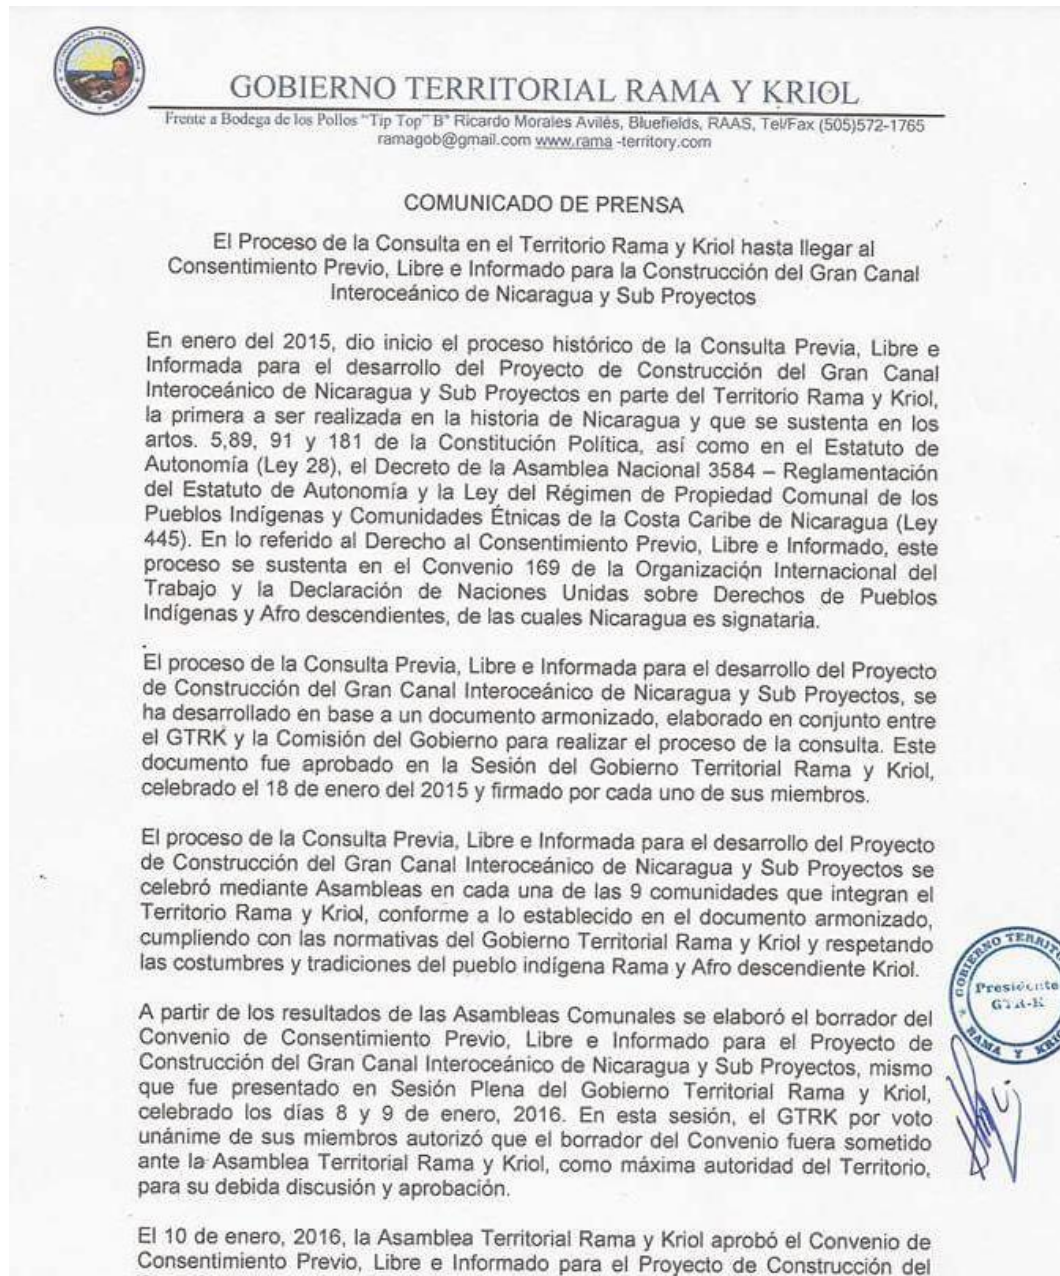 GOBIERNO TERRITORIAL RAMA Y KRIOL
Frente a Bodega de los Pollos "Tip Top" B° Ricardo Morales Avilés, Bluefields, RAAS, Tel/Fax (505)572-1765
ramagob@gmail.com www.rama -territory.com
COMUNICADO DE PRENSA
El Proceso de la Consulta en el Territorio Rama y Kriol hasta llegar al
Consentimiento Previo, Libre e Informado para la Construcción del Gran Canal
Interoceánico de Nicaragua y Sub Proyectos
En enero del 2015, dio inicio el proceso histórico de la Consulta Previa, Libre e
Informada para el desarrollo del Proyecto de Construcción del Gran Canal
Interoceánico de Nicaragua y Sub Proyectos en parte del Territorio Rama y Kriol,
la primera a ser realizada en la historia de Nicaragua y que se sustenta en los
artos. 5,89, 91 y 181 de la Constitución Política, así como en el Estatuto de
Autonomía (Ley 28), el Decreto de la Asamblea Nacional 3584 – Reglamentación
del Estatuto de Autonomía y la Ley del Régimen de Propiedad Comunal de los
Pueblos Indígenas y Comunidades Étnicas de la Costa Caribe de Nicaragua (Ley
445). En lo referido al Derecho al Consentimiento Previo, Libre e Informado, este
proceso se sustenta en el Convenio 169 de la Organización Internacional del
Trabajo y la Declaración de Naciones Unidas sobre Derechos de Pueblos
Indígenas y Afro descendientes, de las cuales Nicaragua es signataria.
El proceso de la Consulta Previa, Libre e Informada para el desarrollo del Proyecto
de Construcción del Gran Canal Interoceánico de Nicaragua y Sub Proyectos, se
ha desarrollado en base a un documento armonizado, elaborado en conjunto entre
el GTRK y la Comisión del Gobierno para realizar el proceso de la consulta. Este
documento fue aprobado en la Sesión del Gobierno Territorial Rama y Kriol,
celebrado el 18 de enero del 2015 y firmado por cada uno de sus miembros.
El proceso de la Consulta Previa, Libre e Informada para el desarrollo del Proyecto
de Construcción del Gran Canal Interoceánico de Nicaragua y Sub Proyectos se
celebró mediante Asambleas en cada una de las 9 comunidades que integran el
Territorio Rama y Kriol, conforme a lo establecido en el documento armonizado,
cumpliendo con las normativas del Gobierno Territorial Rama y Kriol y respetando
las costumbres y tradiciones del pueblo indígena Rama y Afro descendiente Kriol.
A partir de los resultados de las Asambleas Comunales se elaboró el borrador del
Convenio de Consentimiento Previo, Libre e Informado para el Proyecto de
Construcción del Gran Canal Interoceánico de Nicaragua y Sub Proyectos, mismo
que fue presentado en Sesión Plena del Gobierno Territorial Rama y Kriol,
celebrado los días 8 y 9 de enero, 2016. En esta sesión, el GTRK por voto
unánime de sus miembros autorizó que el borrador del Convenio fuera sometido
ante la Asamblea Territorial Rama y Kriol, como máxima autoridad del Territorio,
para su debida discusión y aprobación.
El 10 de enero, 2016, la Asamblea Territorial Rama y Kriol aprobó el Convenio de
Consentimiento Previo, Libre e Informado para el Proyecto de Construcción del
Presidente
GTR-K
RAMA Y